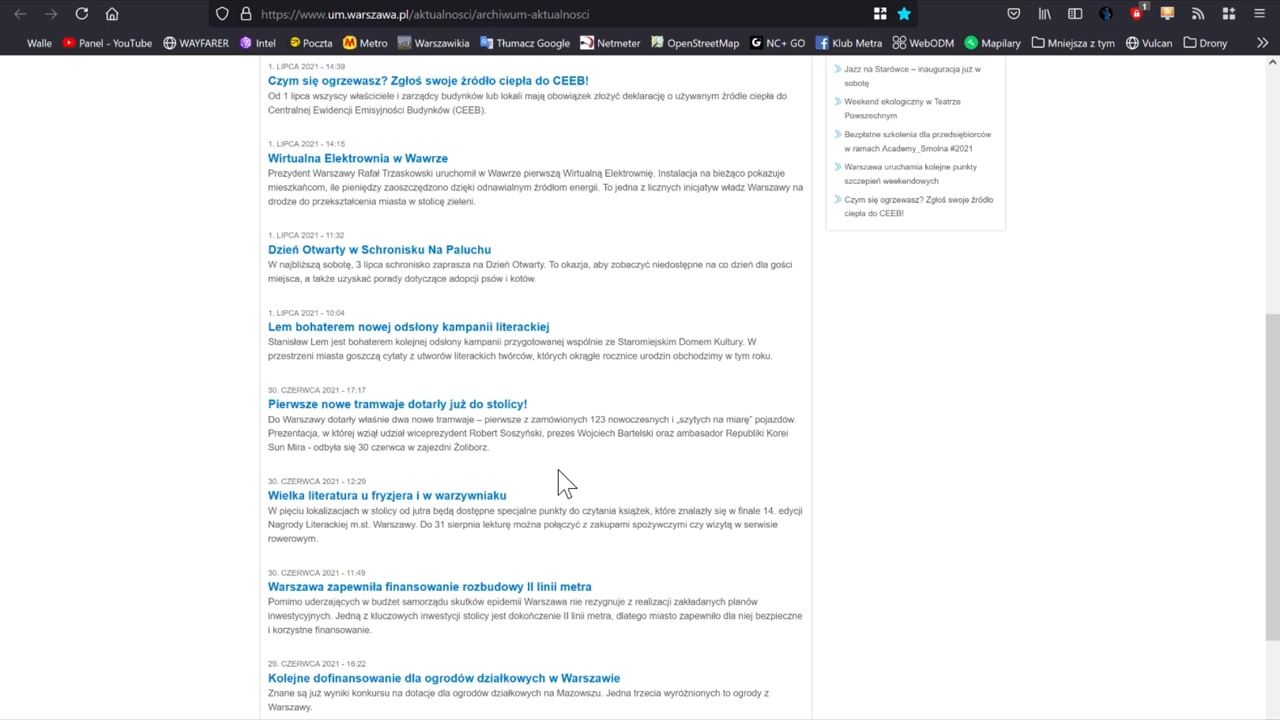 https://www.um.warszawa.pl/aktualnosci/archiwum-aktualnosci
1
Walle Panel - YouTube WAYFARER Intel Poczta Metro Warszawikia Tłumacz Google Netmeter OpenStreetMap NC+ GO Klub Metra WebODM Mapilary Mniejsza z tym Vulcan Drony
1. LIPCA 2021 - 14:39
Czym się ogrzewasz? Zgłoś swoje źródło ciepła do CEEB!
Od 1 lipca wszyscy właściciele i zarządcy budynków lub lokali mają obowiązek złożyć deklarację o używanym źródle ciepła do
Centralnej Ewidencji Emisyjności Budynków (CEEB).
1. LIPCA 2021 - 14:15
Wirtualna Elektrownia w Wawrze
Prezydent Warszawy Rafał Trzaskowski uruchomił w Wawrze pierwszą Wirtualną Elektrownię. Instalacja na bieżąco pokazuje
mieszkańcom, ile pieniędzy zaoszczędzono dzięki odnawialnym źródłom energii. To jedna z licznych inicjatyw władz Warszawy na
drodze do przekształcenia miasta w stolicę zieleni.
1. LIPCA 2021 - 11:32
Dzień Otwarty w Schronisku Na Paluchu
W najbliższą sobotę, 3 lipca schronisko zaprasza na Dzień Otwarty. To okazja, aby zobaczyć niedostępne na co dzień dla gości
miejsca, a także uzyskać porady dotyczące adopcji psów i kotów.
1. LIPCA 2021 - 10:04
Lem bohaterem nowej odsłony kampanii literackiej
Stanisław Lem jest bohaterem kolejnej odsłony kampanii przygotowanej wspólnie ze Staromiejskim Domem Kultury. W
przestrzeni miasta goszczą cytaty z utworów literackich twórców, których okrągłe rocznice urodzin obchodzimy w tym roku.
30. CZERWCA 2021 - 17:17
Pierwsze nowe tramwaje dotarły już do stolicy!
Do Warszawy dotarły właśnie dwa nowe tramwaje – pierwsze z zamówionych 123 nowoczesnych i „szytych na miarę” pojazdów.
Prezentacja, w której wziął udział wiceprezydent Robert Soszyński, prezes Wojciech Bartelski oraz ambasador Republiki Korei
Sun Mira - odbyła się 30 czerwca w zajezdni Żoliborz.
30. CZERWCA 2021 - 12:29
Wielka literatura u fryzjera i w warzywniaku
W pięciu lokalizacjach w stolicy od jutra będą dostępne specjalne punkty do czytania książek, które znalazły się w finale 14. edycji
Nagrody Literackiej m.st. Warszawy. Do 31 sierpnia lekturę można połączyć z zakupami spożywczymi czy wizytą w serwisie
rowerowym.
30. CZERWCA 2021 - 11:49
Warszawa zapewniła finansowanie rozbudowy II linii metra
Pomimo uderzających w budżet samorządu skutków epidemii Warszawa nie rezygnuje z realizacji zakładanych planów
inwestycyjnych. Jedną z kluczowych inwestycji stolicy jest dokończenie II linii metra, dlatego miasto zapewniło dla niej bezpieczne
i korzystne finansowanie.
29. CZERWCA 2021 - 16:22
Kolejne dofinansowanie dla ogrodów działkowych w Warszawie
Znane są już wyniki konkursu na dotacje dla ogrodów działkowych na Mazowszu. Jedna trzecia wyróżnionych to ogrody z
Warszawy.
Jazz na Starówce – inauguracja już w
sobotę
Weekend ekologiczny w Teatrze
Powszechnym
Bezpłatne szkolenia dla przedsiębiorców
w ramach Academy_Smolna #2021
Warszawa uruchamia kolejne punkty
szczepień weekendowych
Czym się ogrzewasz? Zgłoś swoje źródło
ciepła do CEEB!